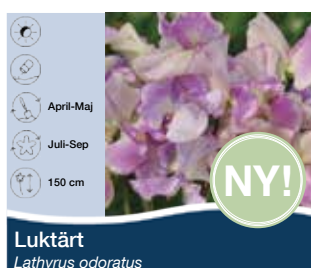 April-Maj
Juli-Sep
150 cm
NY!
Luktärt
Lathyrus odoratus